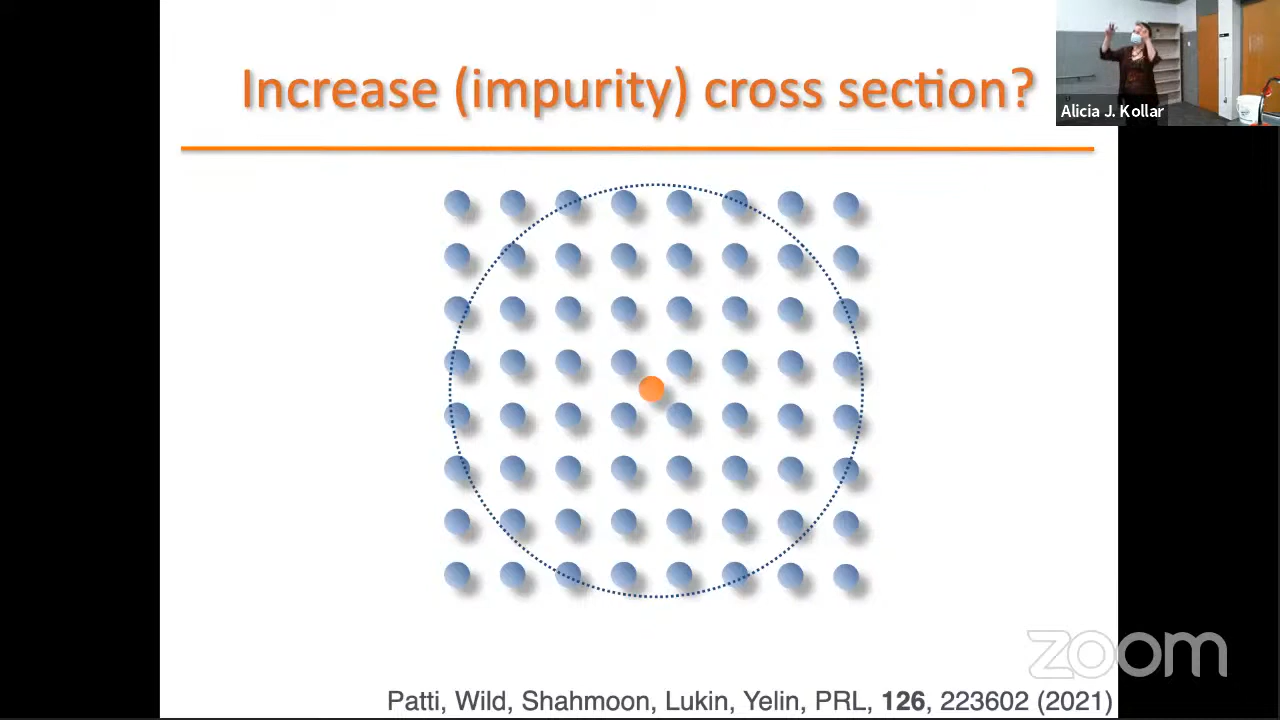 Increase (impurity) cross section?
Alicia J. Kollar
zoom
Patti, Wild, Shahmoon, Lukin, Yelin, PRL, 126, 223602 (2021)